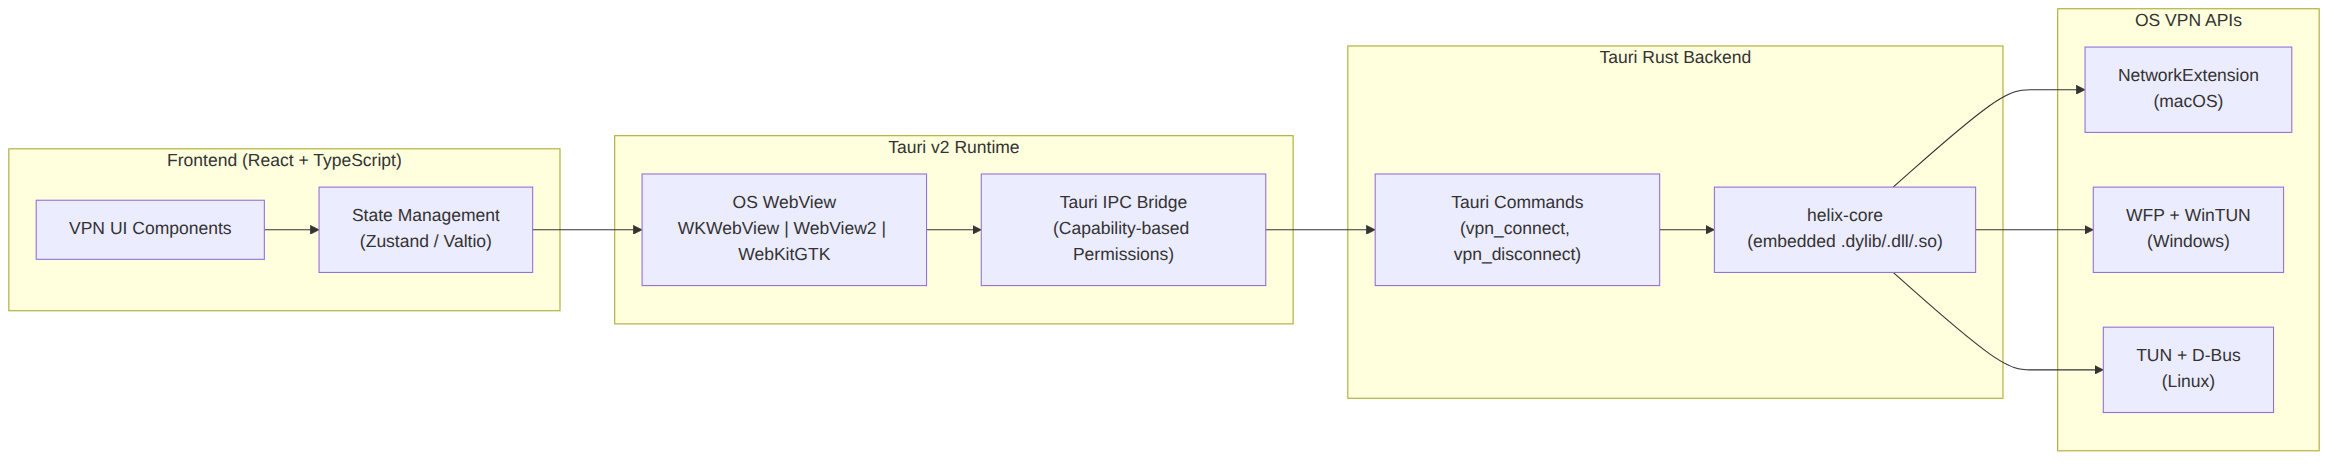 Frontend (React + TypeScript)
VPN UI Components
State Management
(Zustand / Valtio)
Tauri v2 Runtime
OS WebView
WKWebView | WebView2 |
WebKitGTK
Tauri IPC Bridge
(Capability-based
Permissions)
Tauri Rust Backend
Tauri Commands
(vpn_connect,
vpn_disconnect)
helix-core
(embedded .dylib/.dll/.so)
OS VPN APIs
NetworkExtension
(macOS)
WFP + WinTUN
(Windows)
TUN + D-Bus
(Linux)